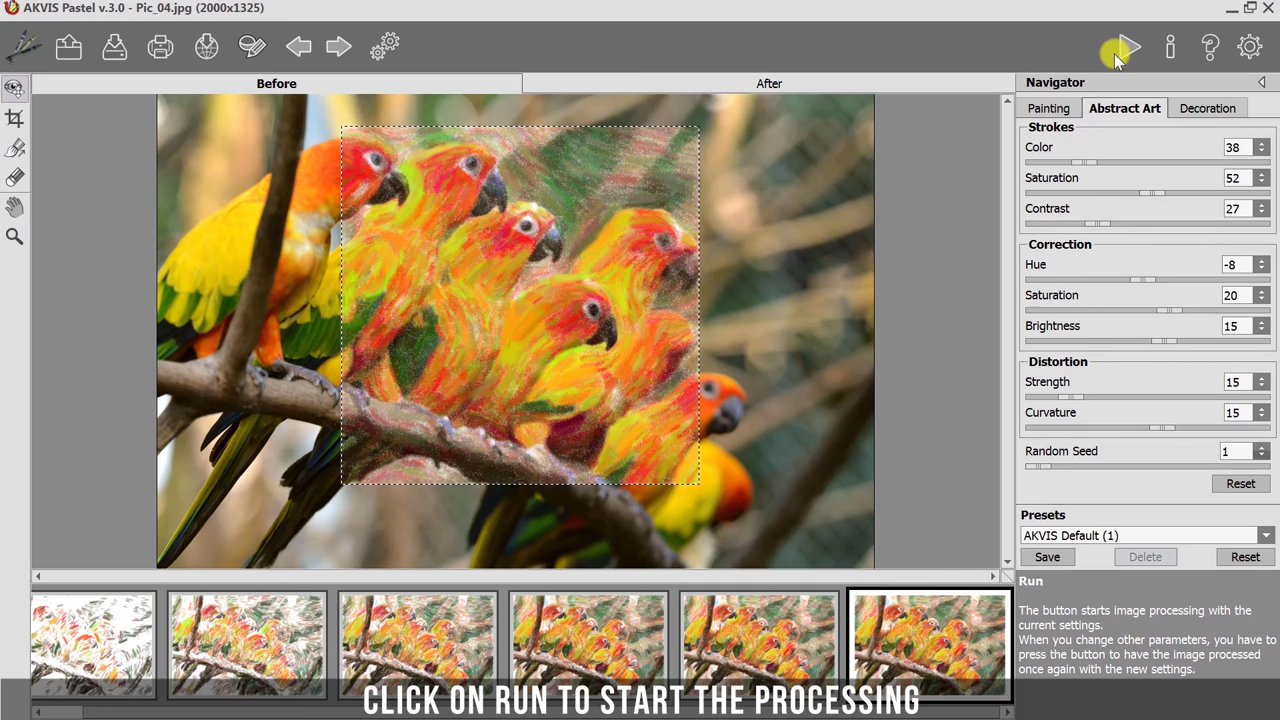 AKVIS Pastel v.3.0 - Pic_04.jpg (2000x1325)
Before
After
Navigator
Painting
Abstract Art
Decoration
Strokes
Color 38
Saturation 52
Contrast 27
Correction
Hue -8
Saturation 20
Brightness 15
Distortion
Strength 15
Curvature 15
Random Seed 1
Reset
Presets
AKVIS Default (1)
Save
Delete
Reset
Run
The button starts image processing with the
current settings.
When you change other parameters, you have to
press the button to have the image processed
once again with the new settings.
CLICK ON RUN TO START THE PROCESSING